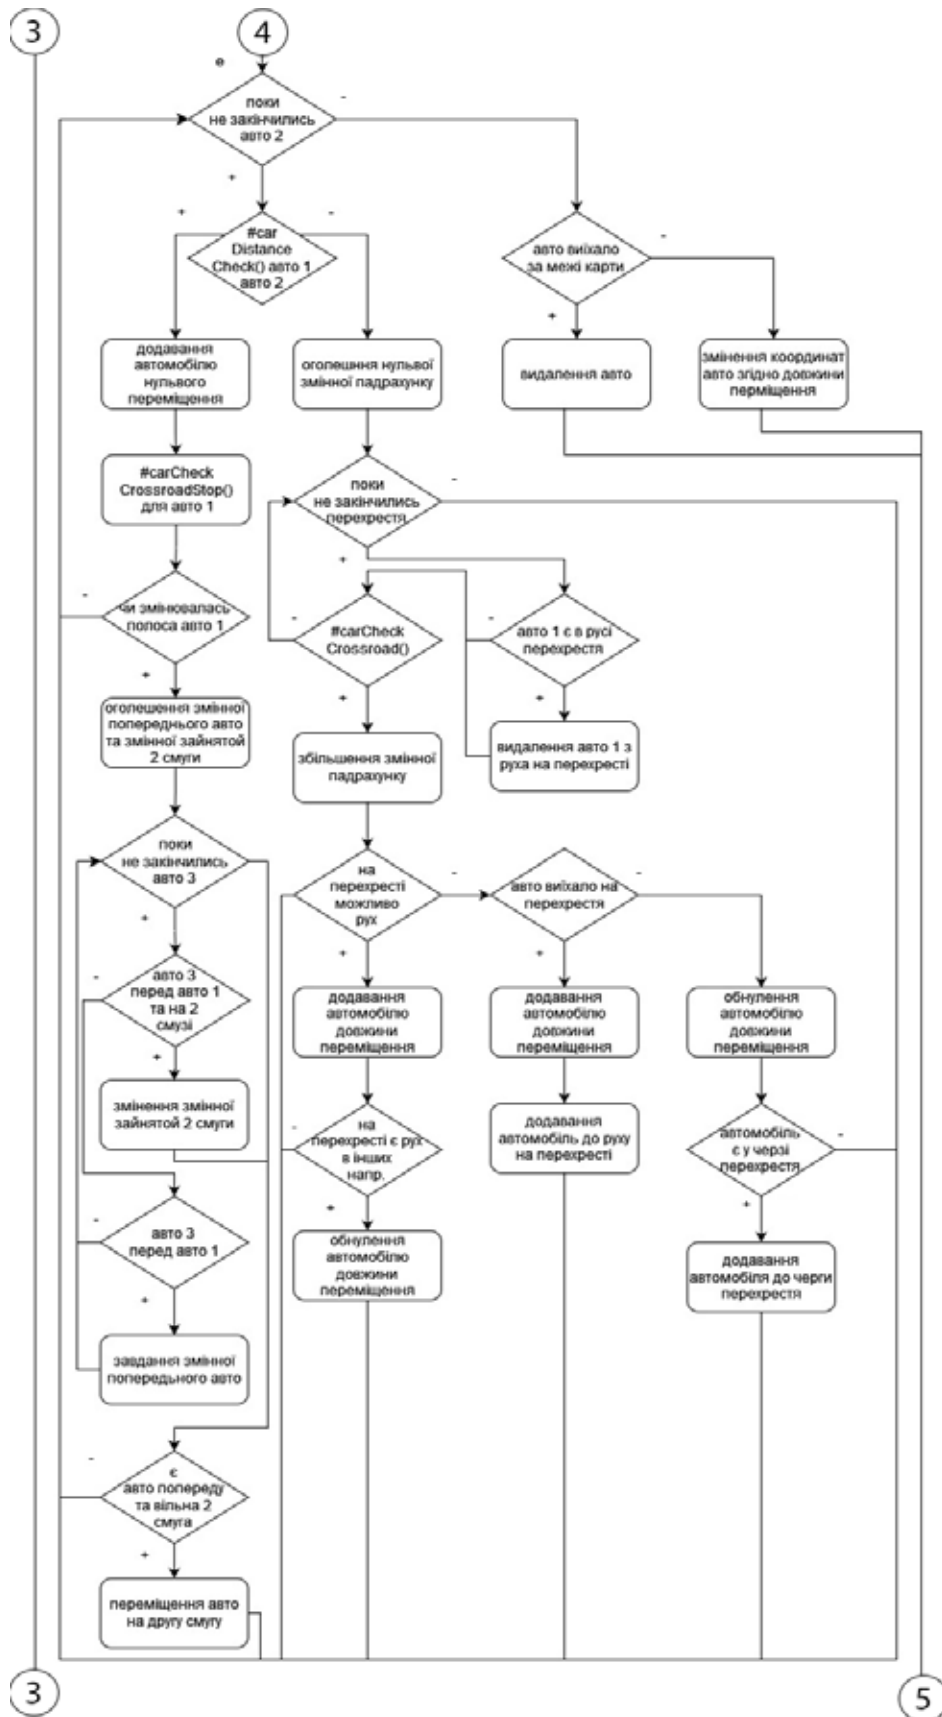 3
4
е
-
поки
не закінчились
авто 2
+
+
-
#car
Distance
Check() авто 1
авто 2
авто виїхало
за межі карти
-
+
додавання
автомобілю
нульвого
переміщення
оголешння нульвої
змінної падрахунку
видалення авто
змінення координат
авто згідно довжини
перміщення
#carCheck
CrossroadStop()
для авто 1
-
поки
не закінчились
перехрестя
+
-
чи змінювалась
полоса авто 1
+
-
#carCheck
Crossroad()
+
-
авто 1 є в русі
перехрестя
+
оголешення змінної
попереднього авто
та змінної зайнятой
2 смуги
збільшення змінної
падрахунку
видалення авто 1 з
руха на перехресті
поки
не закінчились
авто 3
+
на
перехресті
можливо
рух
-
+
авто виїхало на
перехрестя
-
+
-
авто 3
перед авто 1
та на 2
смузі
+
додавання
автомобілю
довжини
переміщення
додавання
автомобілю
довжини
переміщення
обнулення
автомобілю
довжини
переміщення
змінення змінної
зайнятой 2 смуги
-
на
перехресті є рух
в інших
напр.
+
додавання
автомобіль до руху
на перехресті
автомобіль
є у черзі
перехрестя
-
+
-
авто 3
перед авто 1
+
обнулення
автомобілю
довжини
переміщення
додавання
автомобіля до черги
перехрестя
завдання змінної
попередьного авто
-
є
авто попереду
та вільна 2
смуга
+
переміщення авто
на другу смугу
3
5